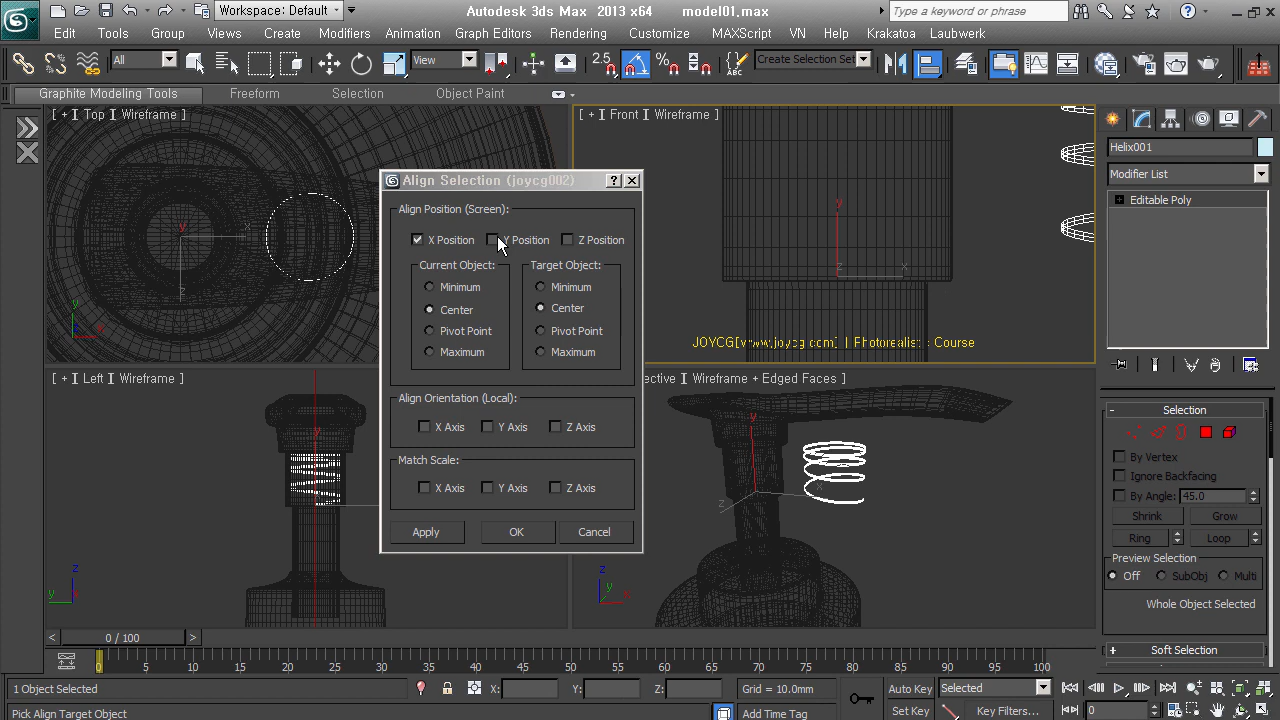 Workspace: Default
Autodesk 3ds Max 2013 x64 model01.max
Type a keyword or phrase
Edit Tools Group Views Create Modifiers Animation Graph Editors Rendering Customize MAXScript VN Help Krakatoa Laubwerk
All
View
2.5
Create Selection Set
Graphite Modeling Tools Freeform Selection Object Paint
[ + ] Top ] Wireframe ]
[ + ] Front ] Wireframe ]
Helix001
Modifier List
Editable Poly
Align Selection (joycg002)
Align Position (Screen):
X Position Y Position Z Position
Current Object: Target Object:
Minimum Minimum
Center Center
Pivot Point Pivot Point
Maximum Maximum
Align Orientation (Local):
X Axis Y Axis Z Axis
Match Scale:
X Axis Y Axis Z Axis
Apply OK Cancel
JOYCG[www.joycg.com] | Photorealistic Course
[ + ] Left ] Wireframe ]
ective ] Wireframe + Edged Faces ]
Selection
By Vertex
Ignore Backfacing
By Angle: 45.0
Shrink Grow
Ring Loop
Preview Selection
Off SubObj Multi
Whole Object Selected
Soft Selection
0 / 100
0 5 10 15 20 25 30 35 40 45 50 55 60 65 70 75 80 85 90 95 100
1 Object Selected X: Y: Z: Grid = 10.0mm Auto Key Selected
Pick Align Target Object Add Time Tag Set Key Key Filters... 0